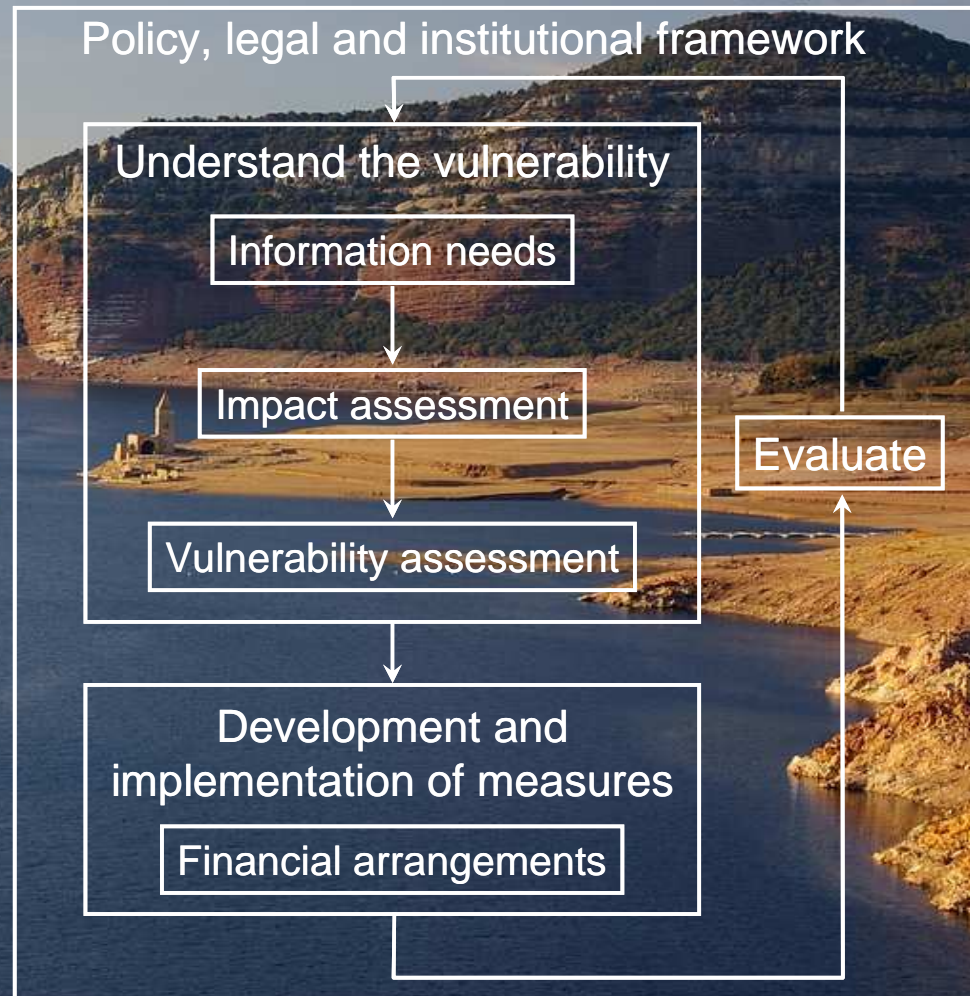 Policy, legal and institutional framework
Understand the vulnerability
Information needs
Impact assessment
Evaluate
Vulnerability assessment
Development and
implementation of measures
Financial arrangements